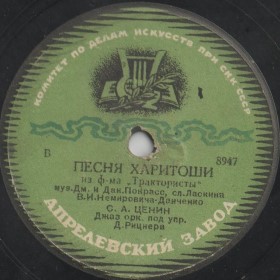 КОМИТЕТ ПО ДЕЛАМ ИСКУССТВ ПРИ СНК СССР
В
8947
ПЕСНЯ ХАРИТОШИ
из ф-ма „Трактористы“
муз. Дм. и Дан. Покрасс, сл. Ласкина
В. И. Немировича-Данченко
С. А. ЦЕНИН
Джаз орк. под упр.
Д. Рицнера
АПРЕЛЕВСКИЙ ЗАВОД